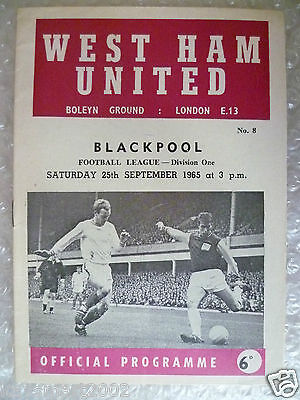 WEST HAM
UNITED
BOLEYN GROUND : LONDON E.13
No. 8
BLACKPOOL
FOOTBALL LEAGUE — Division One
SATURDAY 25th SEPTEMBER 1965 at 3 p.m.
OFFICIAL PROGRAMME
6D